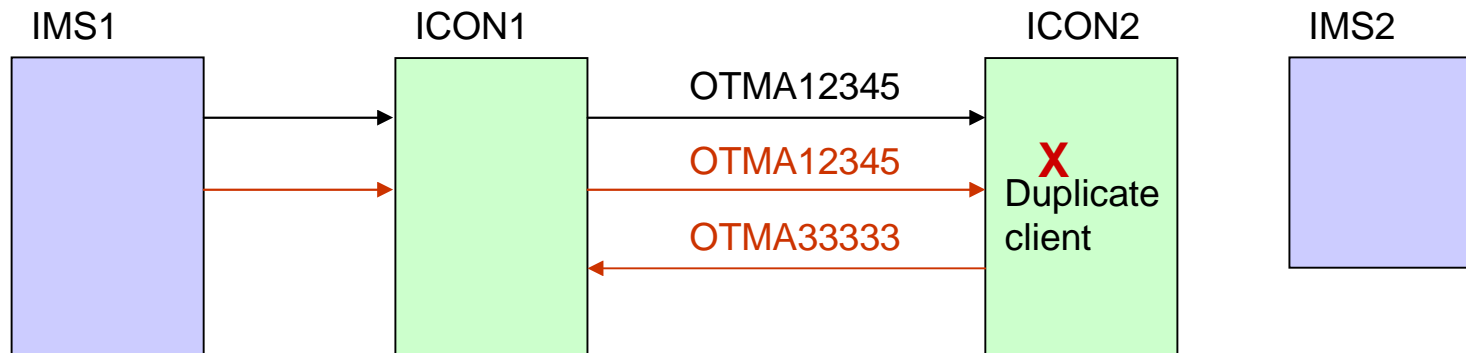 IMS1
ICON1
ICON2
IMS2
OTMA12345
OTMA12345
X
Duplicate
client
OTMA33333